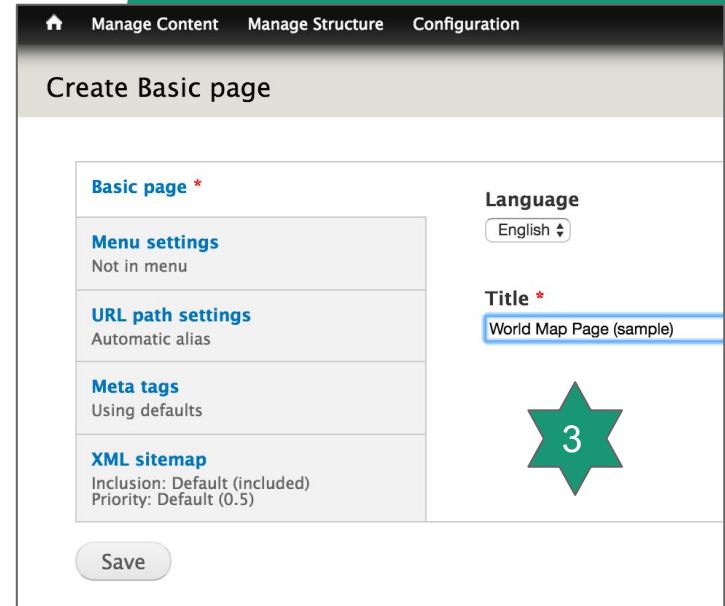 Manage Content Manage Structure Configuration
Create Basic page
Basic page *
Menu settings
Not in menu
URL path settings
Automatic alias
Meta tags
Using defaults
XML sitemap
Inclusion: Default (included)
Priority: Default (0.5)
Language
English
Title *
World Map Page (sample)
3
Save